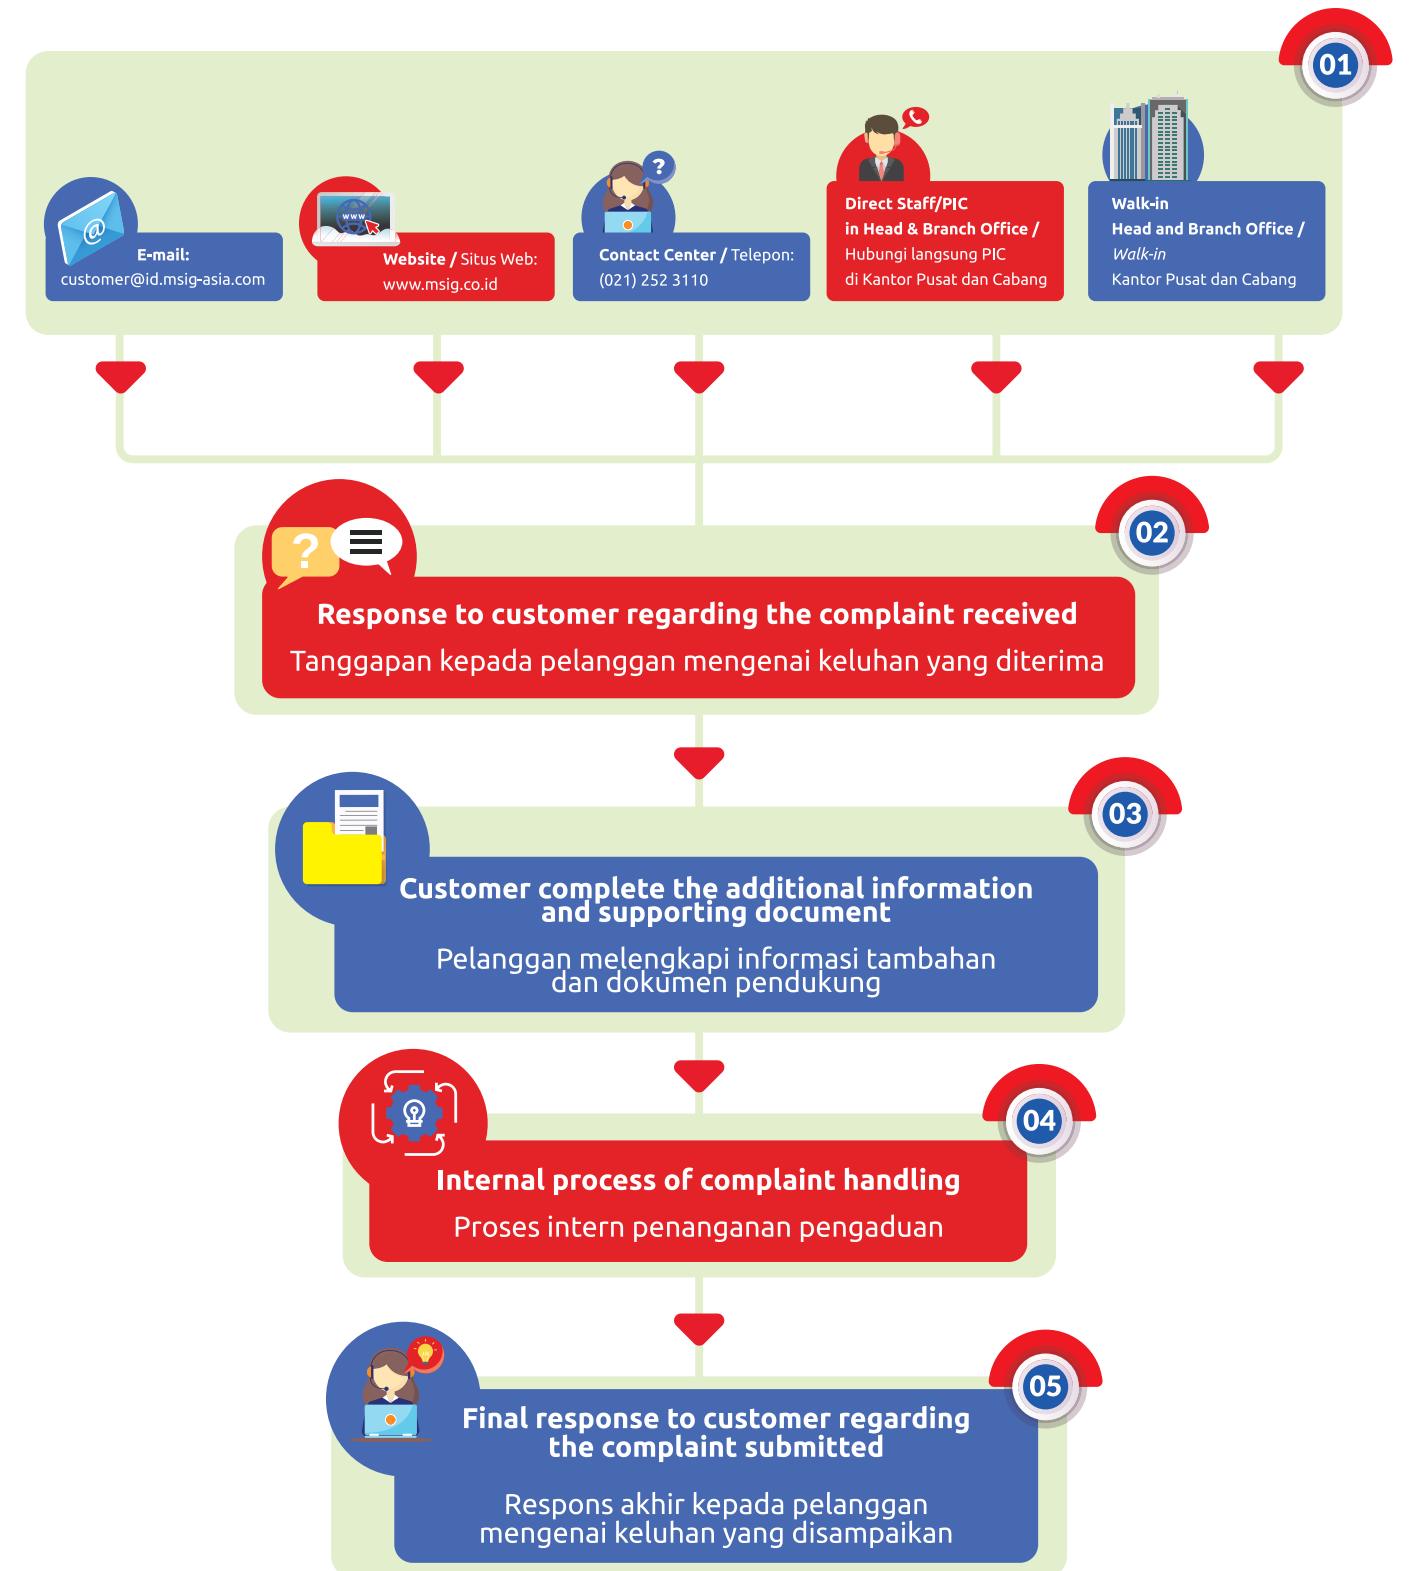 01
E-mail:
customer@id.msig-asia.com
@
www
Website / Situs Web:
www.msig.co.id
?
Contact Center / Telepon:
(021) 252 3110
Direct Staff/PIC
in Head & Branch Office /
Hubungi langsung PIC
di Kantor Pusat dan Cabang
Walk-in
Head and Branch Office /
Walk-in
Kantor Pusat dan Cabang
02
?
Response to customer regarding the complaint received
Tanggapan kepada pelanggan mengenai keluhan yang diterima
03
Customer complete the additional information
and supporting document
Pelanggan melengkapi informasi tambahan
dan dokumen pendukung
04
Internal process of complaint handling
Proses intern penanganan pengaduan
05
Final response to customer regarding
the complaint submitted
Respons akhir kepada pelanggan
mengenai keluhan yang disampaikan